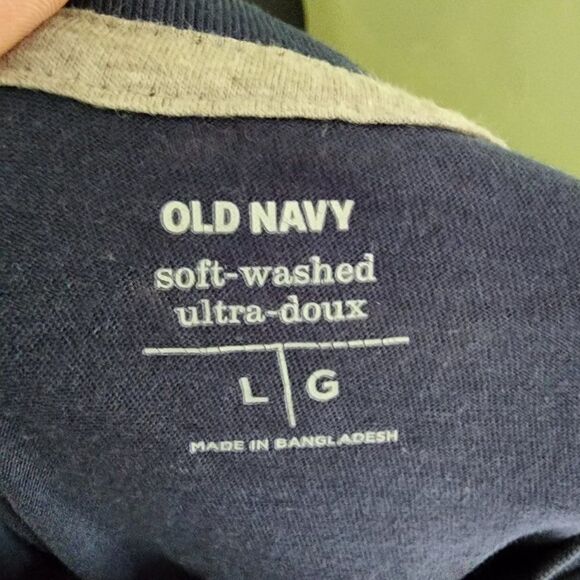 OLD NAVY
soft-washed
ultra-doux
L | G
MADE IN BANGLADESH